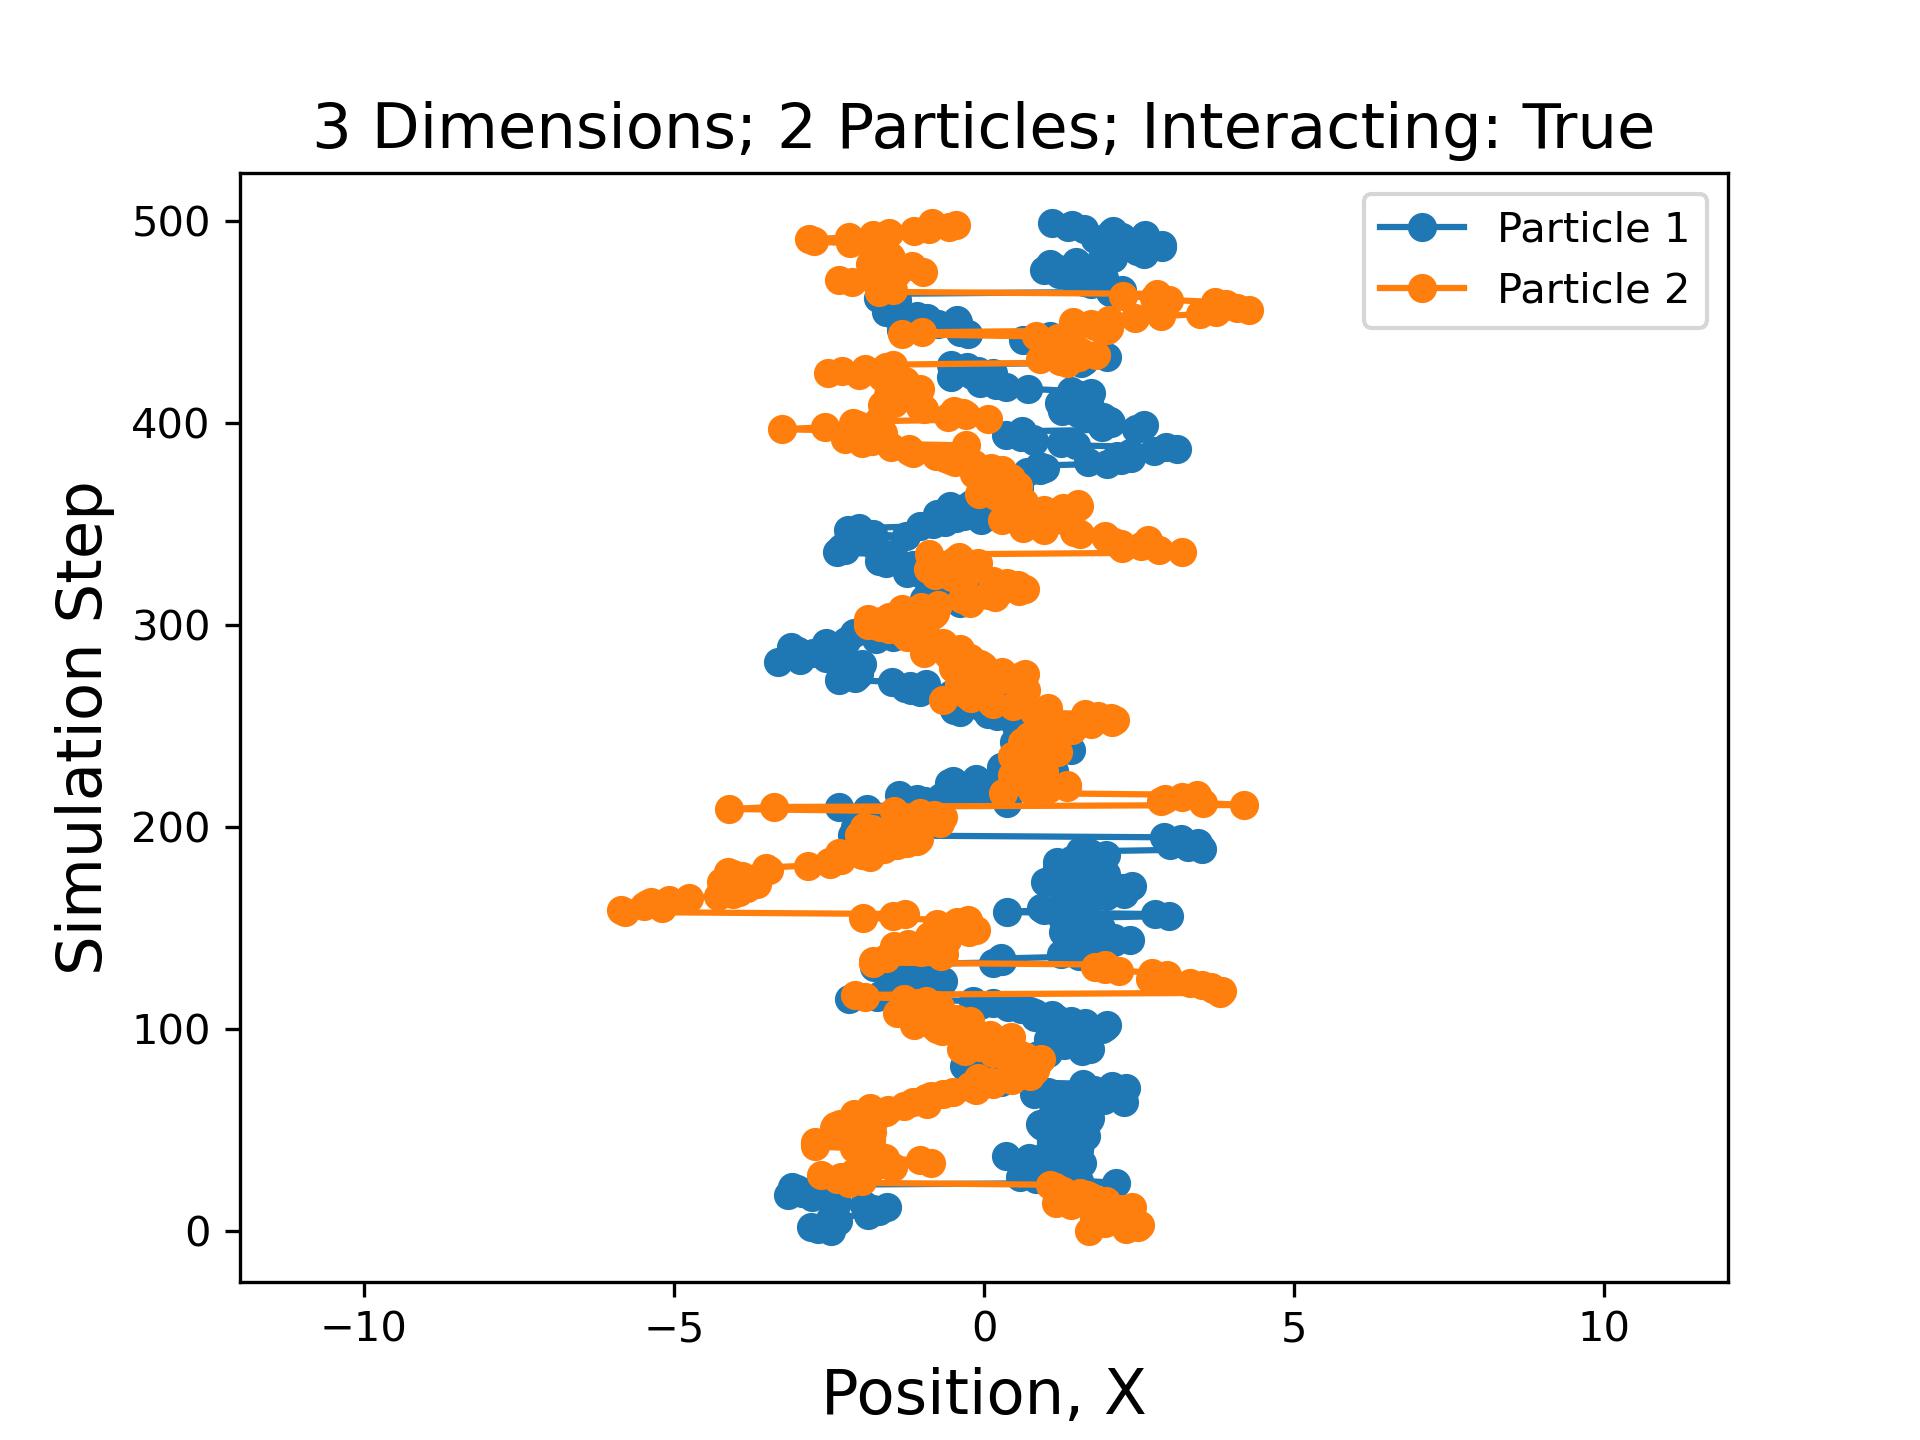 3 Dimensions; 2 Particles; Interacting: True
Particle 1
Particle 2
Simulation Step
500
400
300
200
100
0
−10
−5
0
5
10
Position, X